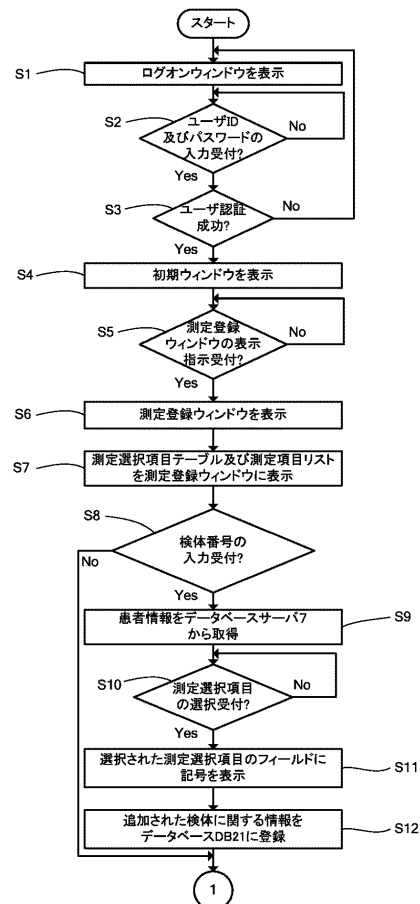 スタート
S1
ログオンウィンドウを表示
S2
ユーザID
及びパスワードの
入力受付?
No
Yes
S3
ユーザ認証
成功?
No
Yes
S4
初期ウィンドウを表示
S5
測定登録
ウィンドウの表示
指示受付?
No
Yes
S6
測定登録ウィンドウを表示
S7
測定選択項目テーブル及び測定項目リスト
を測定登録ウィンドウに表示
S8
検体番号の
入力受付?
No
Yes
患者情報をデータベースサーバ7
から取得
S9
S10
測定選択項目
の選択受付?
No
Yes
選択された測定選択項目のフィールドに
記号を表示
S11
追加された検体に関する情報を
データベースDB21に登録
S12
1